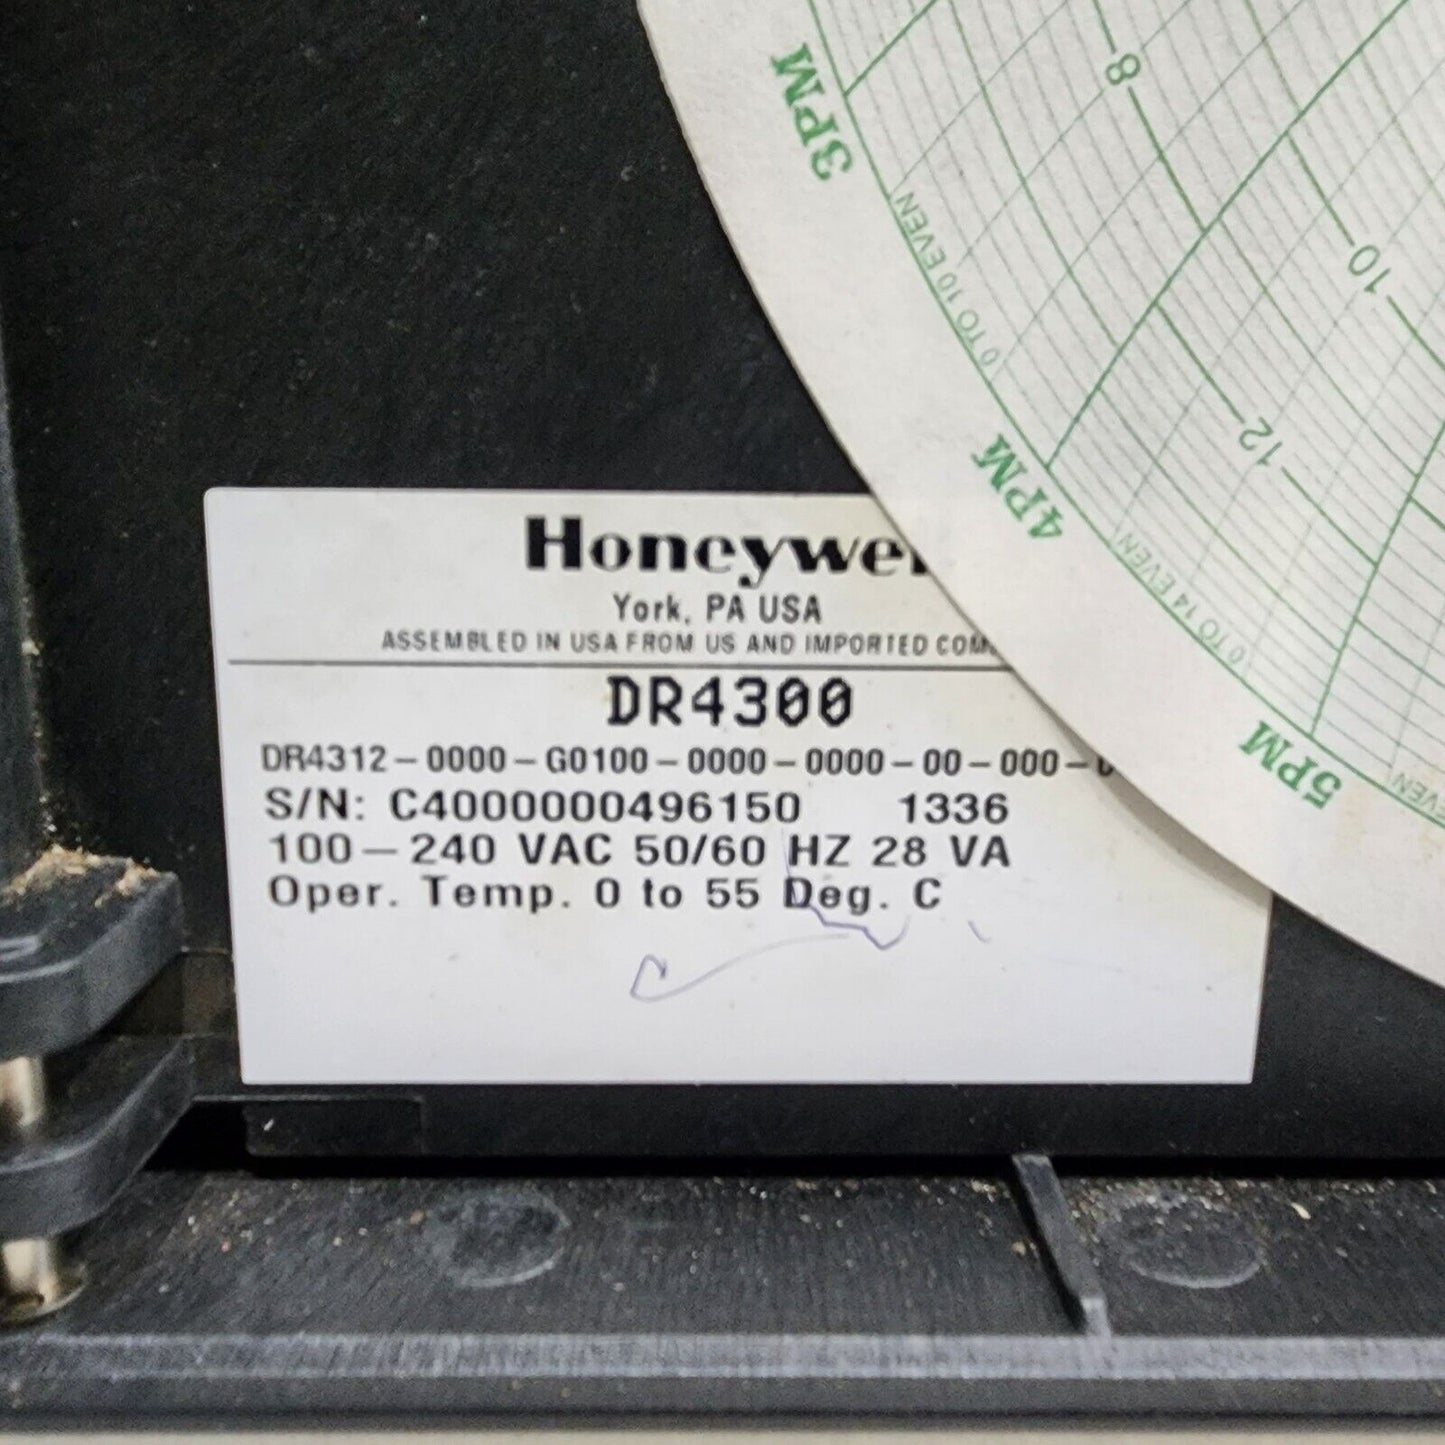 Honeywe
York, PA USA
ASSEMBLED IN USA FROM US AND IMPORTED COM
DR4300
DR4312-0000-G0100-0000-0000-00-000-
S/N: C4000000496150 1336
100-240 VAC 50/60 HZ 28 VA
Oper. Temp. 0 to 55 Deg. C
3PM
0 TO 10 EVEN
8
10
4PM
0 TO 14 EVEN
12
5PM
EVEN